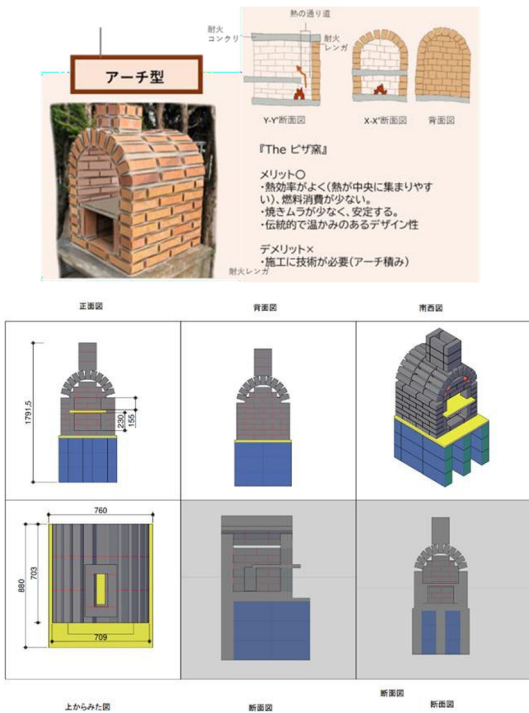 熱の通り道
耐火
コンクリ
耐火
レンガ
アーチ型
Y-Y'断面図
X-X'断面図
背面図
『The ピザ窯』
メリット〇
・熱効率がよく(熱が中央に集まりやす
い)、燃料消費が少ない。
・焼きムラが少なく、安定する。
・伝統的で温かみのあるデザイン性
デメリット×
・施工に技術が必要(アーチ積み)
耐火レンガ
正面図
背面図
南西図
1791,5
230
155
760
880
703
709
上からみた図
断面図
断面図
断面図